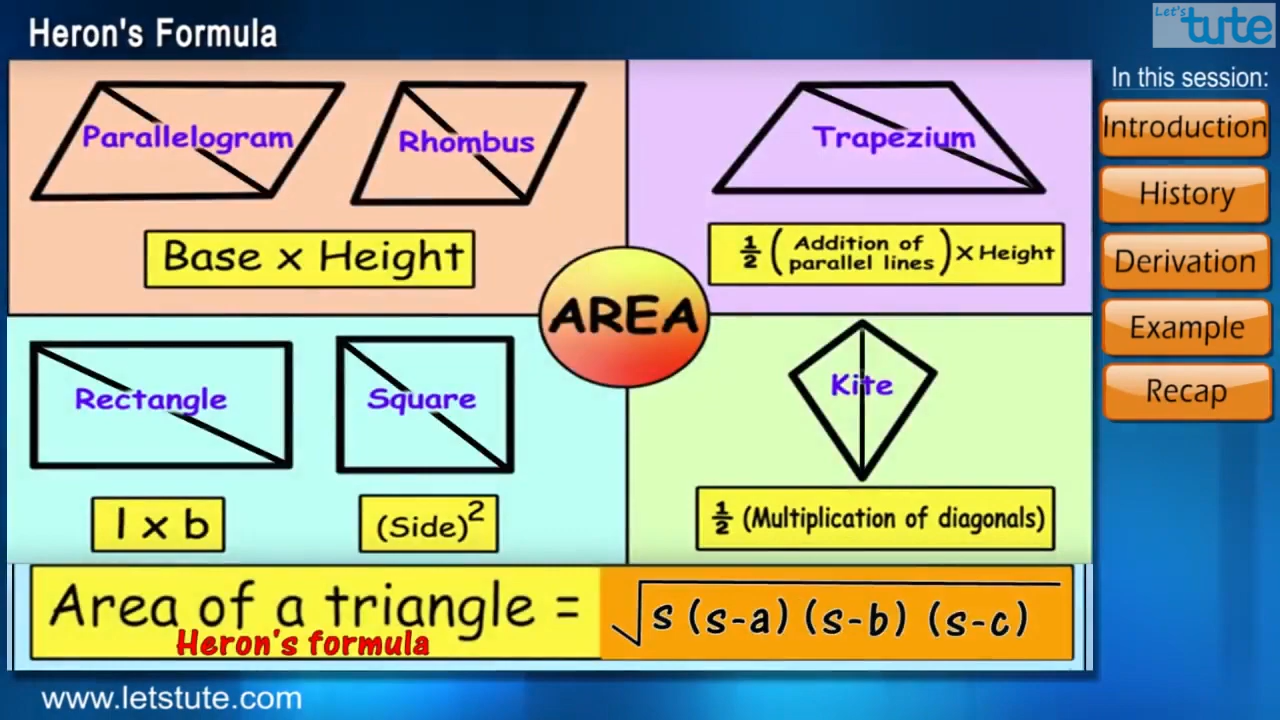 Heron's Formula
Let's
tute
In this session:
Introduction
History
Derivation
Example
Recap
Parallelogram
Rhombus
Base x Height
Trapezium
1/2 (Addition of parallel lines) x Height
AREA
Rectangle
Square
l x b
(Side)²
Kite
1/2 (Multiplication of diagonals)
Area of a triangle = √s (s-a) (s-b) (s-c)
Heron's formula
www.letstute.com